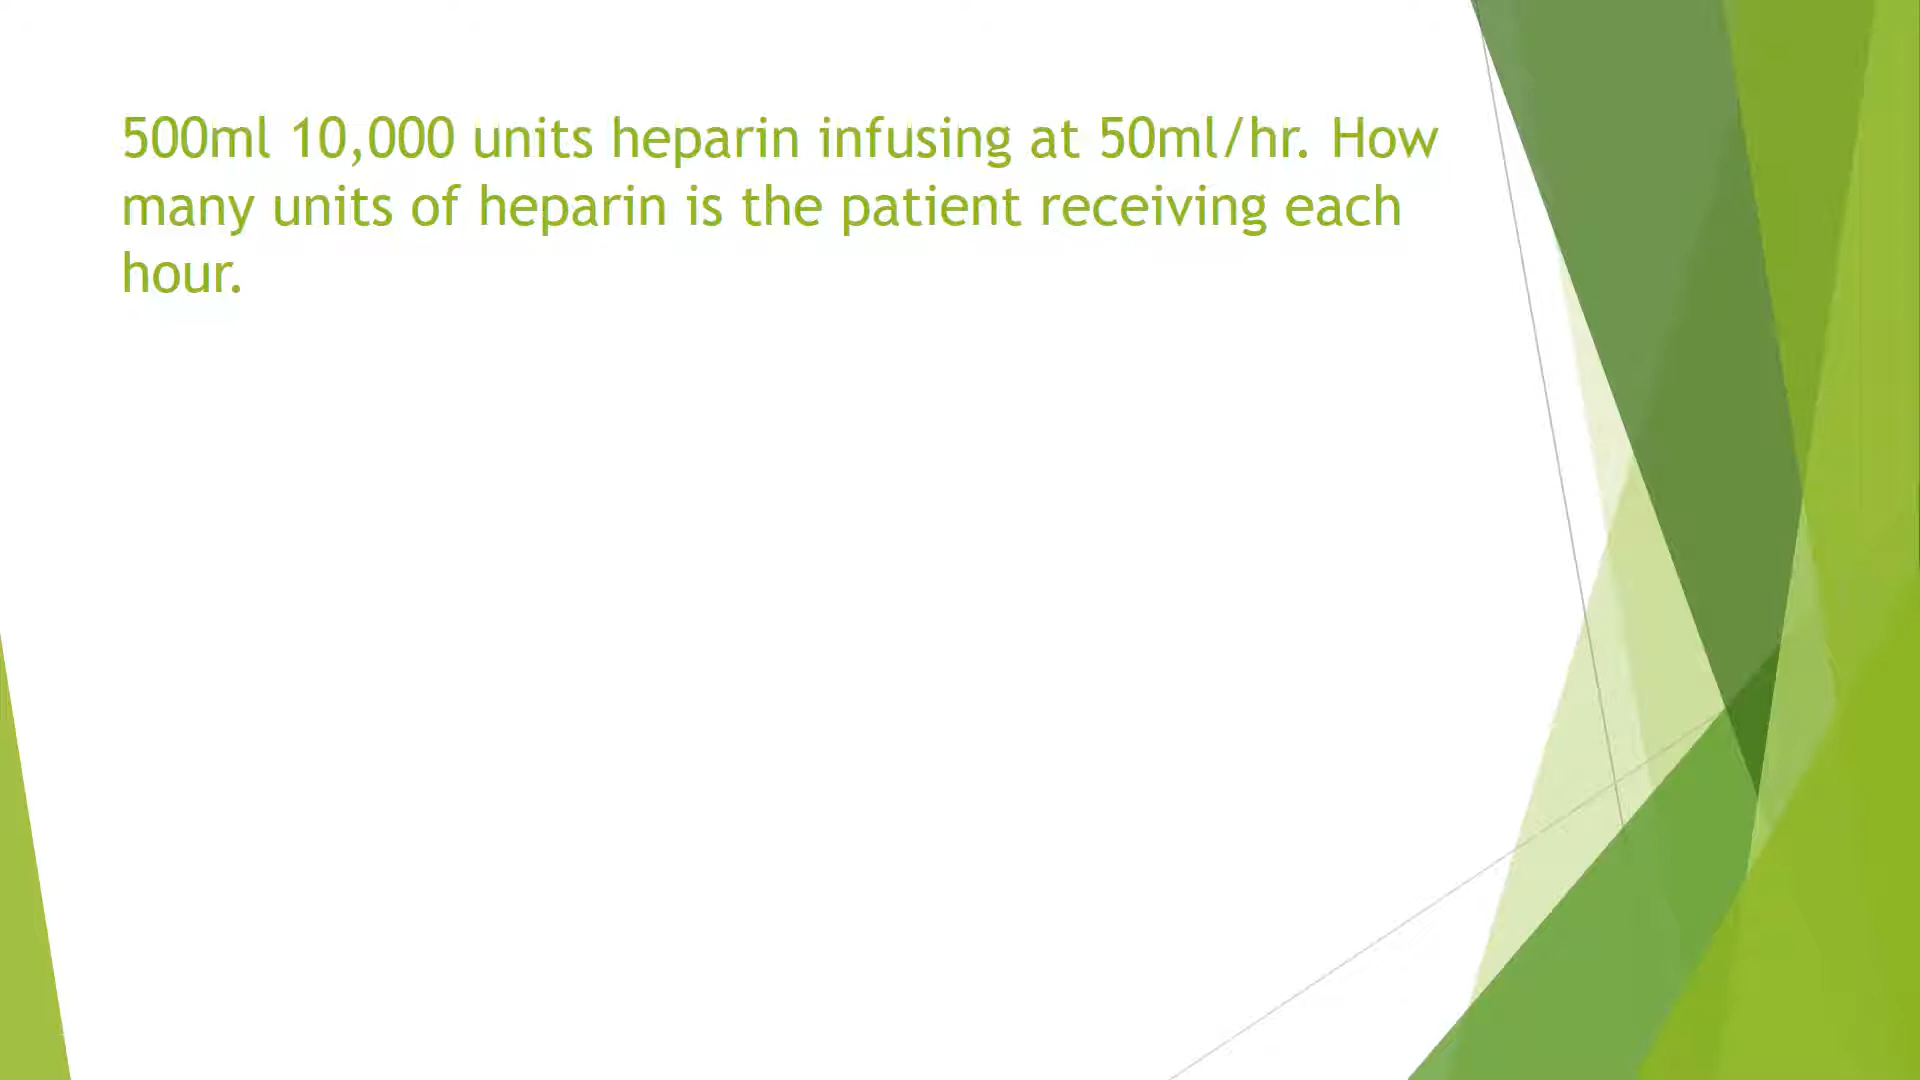 500ml 10,000 units heparin infusing at 50ml/hr. How
many units of heparin is the patient receiving each
hour.